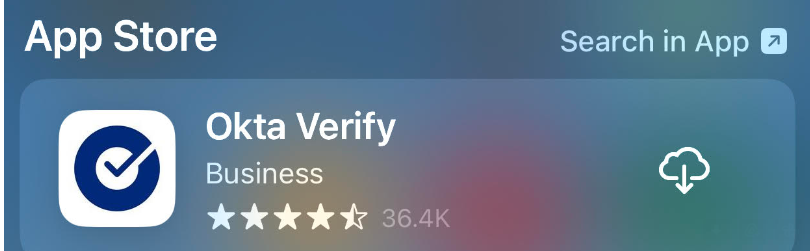 App Store
Search in App
Okta Verify
Business
36.4K